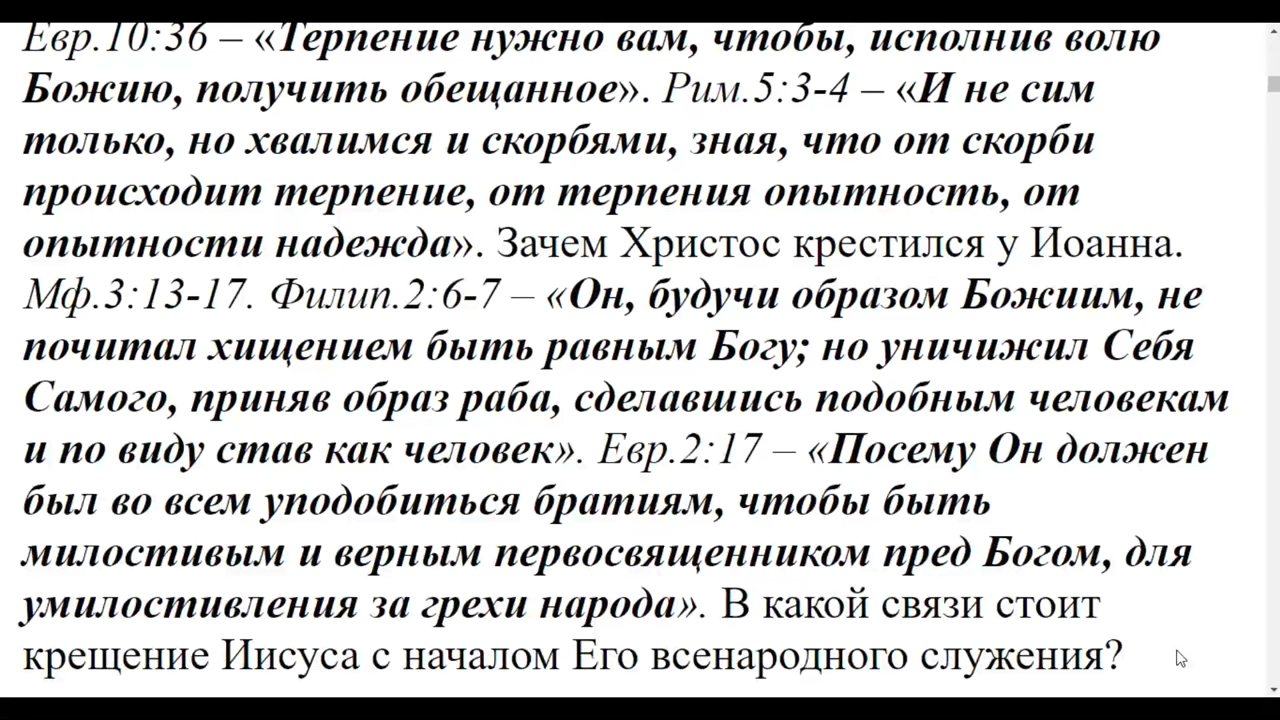 Евр.10:36 – «Терпение нужно вам, чтобы, исполнив волю
Божию, получить обещанное». Рим.5:3-4 – «И не сим
только, но хвалимся и скорбями, зная, что от скорби
происходит терпение, от терпения опытность, от
опытности надежда». Зачем Христос крестился у Иоанна.
Мф.3:13-17. Филип.2:6-7 – «Он, будучи образом Божиим, не
почитал хищением быть равным Богу; но уничижил Себя
Самого, приняв образ раба, сделавшись подобным человекам
и по виду став как человек». Евр.2:17 – «Посему Он должен
был во всем уподобиться братиям, чтобы быть
милостивым и верным первосвященником пред Богом, для
умилостивления за грехи народа». В какой связи стоит
крещение Иисуса с началом Его всенародного служения?